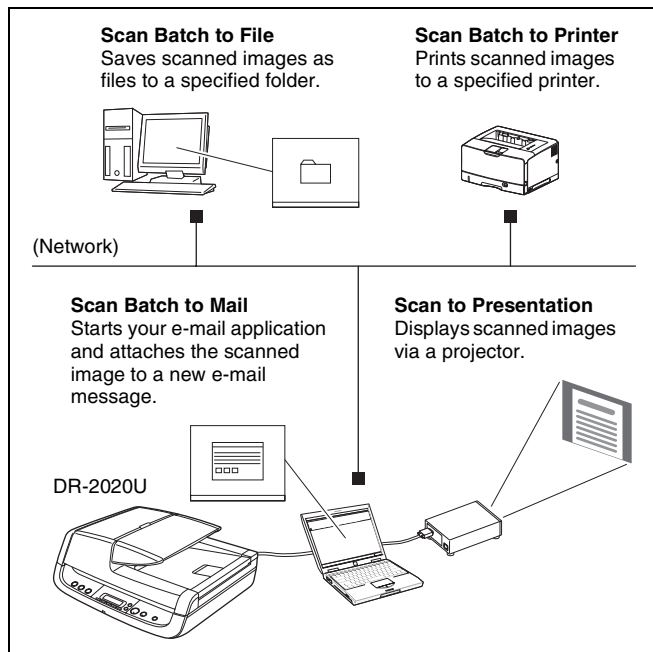 Scan Batch to File
Saves scanned images as
files to a specified folder.
Scan Batch to Printer
Prints scanned images
to a specified printer.
(Network)
Scan Batch to Mail
Starts your e-mail application
and attaches the scanned
image to a new e-mail
message.
Scan to Presentation
Displays scanned images
via a projector.
DR-2020U